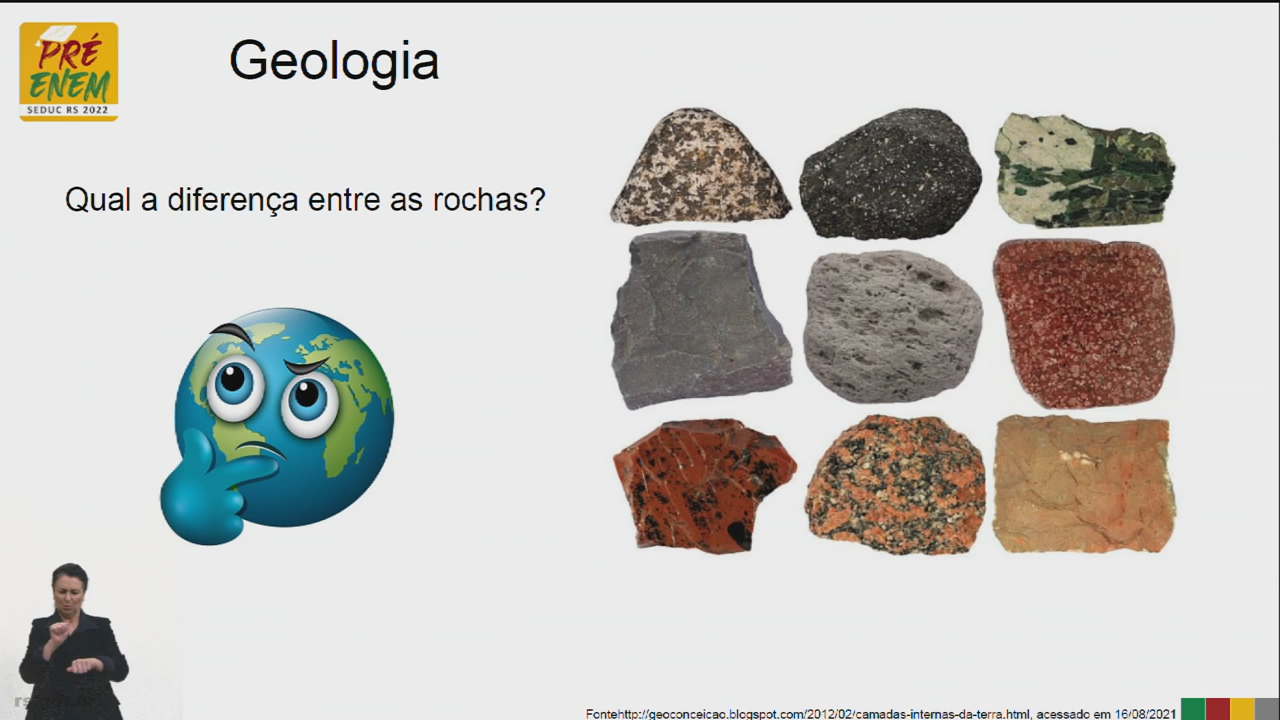 PRÉ
ENEM
SEDUC RS 2022
Geologia
Qual a diferença entre as rochas?
Fontehttp://geoconceicao.blogspot.com/2012/02/camadas-internas-da-terra.html, acessado em 16/08/2021